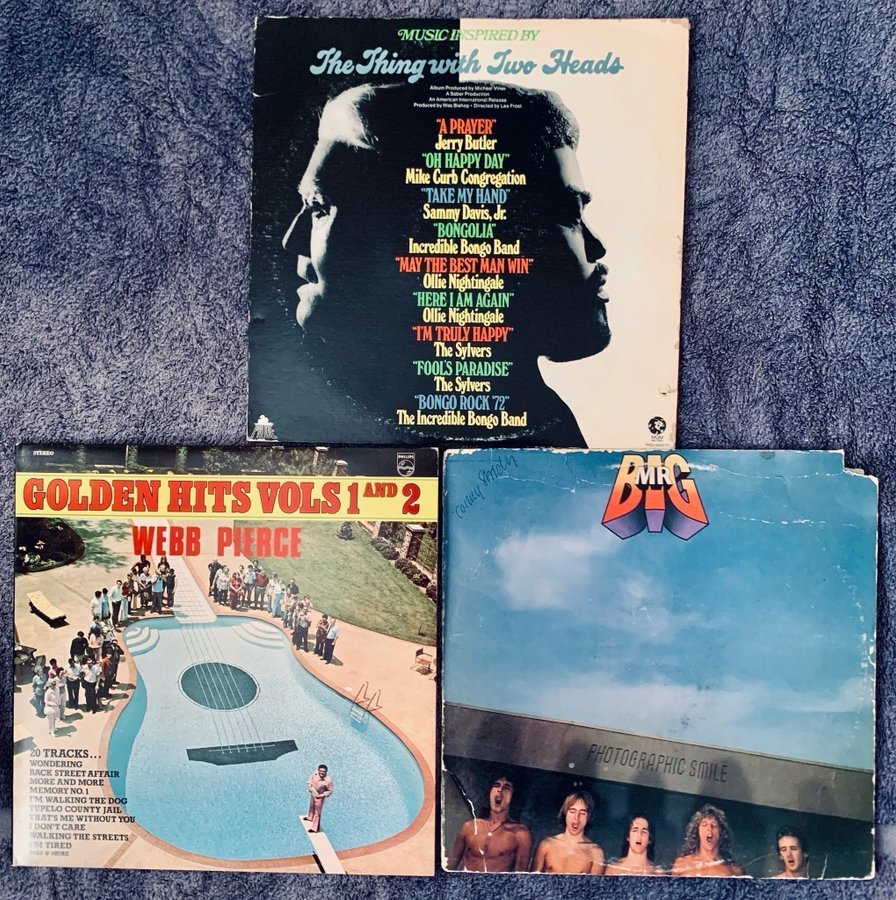 MUSIC INSPIRED BY
The Thing with Two Heads
Album Produced by Michael Viner
A Saber Production
An American International Release
Produced by Wes Bishop • Directed by Lee Frost
"A PRAYER"
Jerry Butler
"OH HAPPY DAY"
Mike Curb Congregation
"TAKE MY HAND"
Sammy Davis, Jr.
"BONGOLIA"
Incredible Bongo Band
"MAY THE BEST MAN WIN"
Ollie Nightingale
"HERE I AM AGAIN"
Ollie Nightingale
"I'M TRULY HAPPY"
The Sylvers
"FOOL'S PARADISE"
The Sylvers
"BONGO ROCK '72"
The Incredible Bongo Band
STEREO
PHILIPS
GOLDEN HITS VOLS 1 AND 2
WEBB PIERCE
20 TRACKS...
WONDERING
BACK STREET AFFAIR
MORE AND MORE
MEMORY NO. 1
I'M WALKING THE DOG
TUPELO COUNTY JAIL
THAT'S ME WITHOUT YOU
I DON'T CARE
WALKING THE STREETS
I'M TIRED
& MORE
MR BIG
PHOTOGRAPHIC SMILE